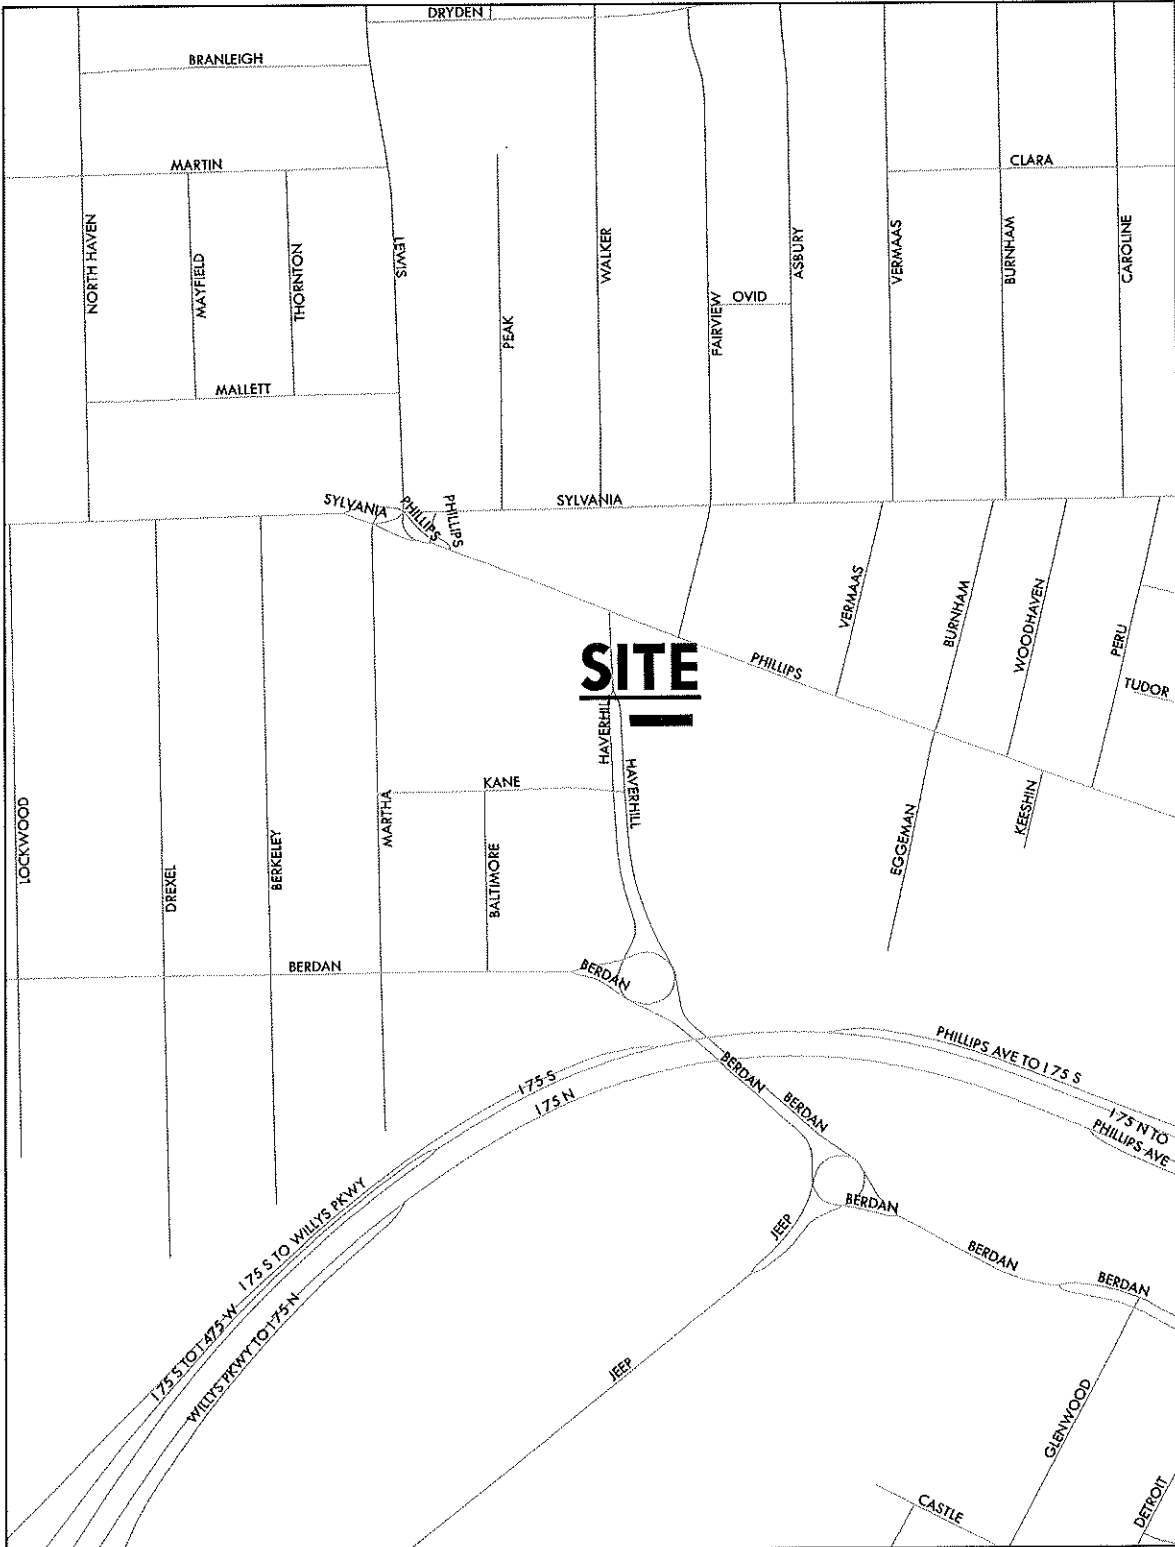 DRYDEN
BRANLEIGH
MARTIN
CLARA
NORTH HAVEN
MAYFIELD
THORNTON
LEWIS
PEAK
WALKER
FAIRVIEW
OVID
ASBURY
VERMAAS
BURNHAM
CAROLINE
MALLETT
SYLVANIA
PHILLIPS
PHILLIPS
SYLVANIA
VERMAAS
BURNHAM
WOODHAVEN
PERU
TUDOR
SITE
PHILLIPS
HAVERHILL
HAVERHILL
KANE
LOCKWOOD
DREXEL
BERKELEY
MARTHA
BALTIMORE
EGGEMAN
KEESHIN
BERDAN
BERDAN
PHILLIPS AVE TO I 75 S
I 75 N TO
PHILLIPS AVE
I 75 S
I 75 N
BERDAN
BERDAN
BERDAN
I 75 S TO WILLYS PKWY
I 75 S TO I 475 W
WILLYS PKWY TO I 75 N
JEEP
BERDAN
BERDAN
JEEP
GLENWOOD
CASTLE
DETROIT